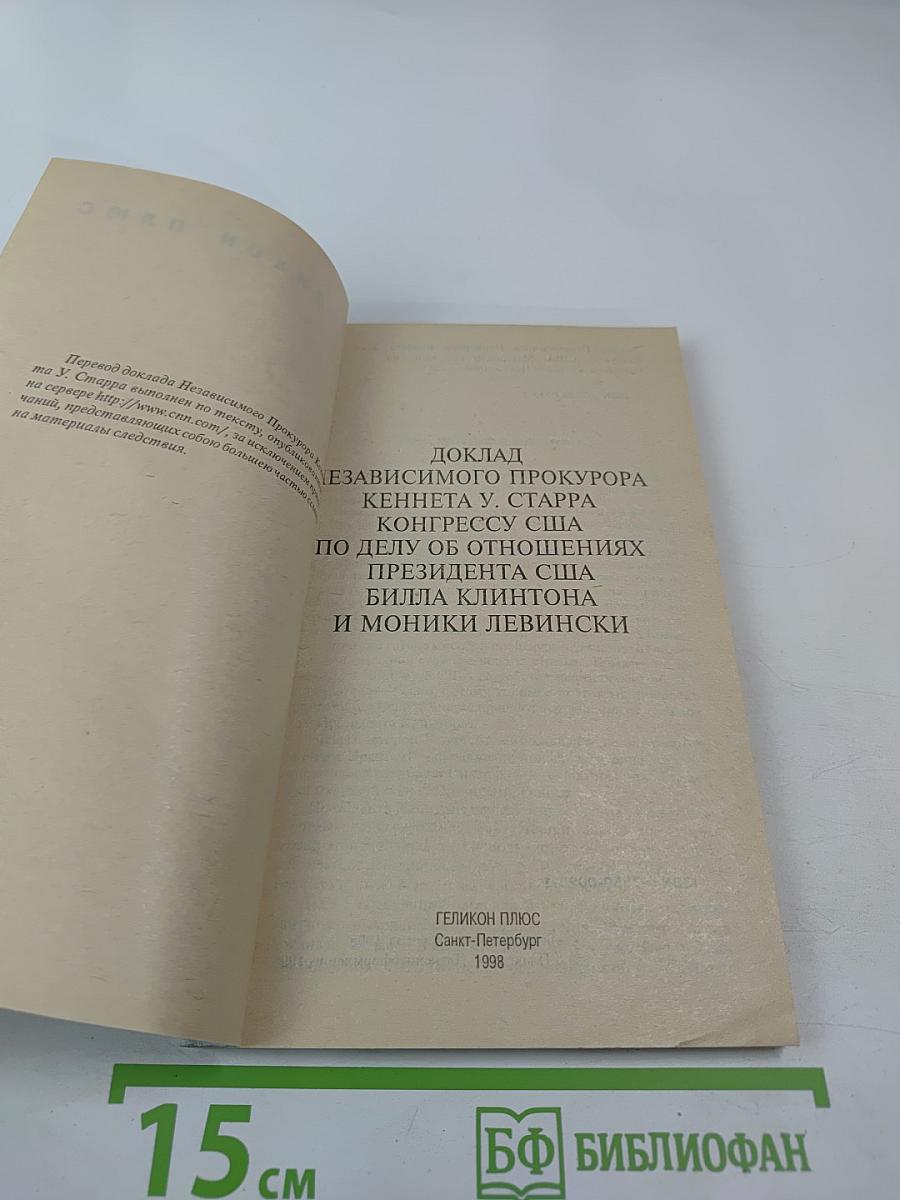 Перевод доклада Независимого Прокурора
та У. Старра выполнен по тексту,
на сервере http://www.cnn.com/, за исключением
чаний, представляющих собою большею частью
на материалы следствия.
ДОКЛАД
НЕЗАВИСИМОГО ПРОКУРОРА
КЕННЕТА У. СТАРРА
КОНГРЕССУ США
ПО ДЕЛУ ОБ ОТНОШЕНИЯХ
ПРЕЗИДЕНТА США
БИЛЛА КЛИНТОНА
И МОНИКИ ЛЕВИНСКИ
ГЕЛИКОН ПЛЮС
Санкт-Петербург
1998
15 см
БФ БИБЛИОФАН